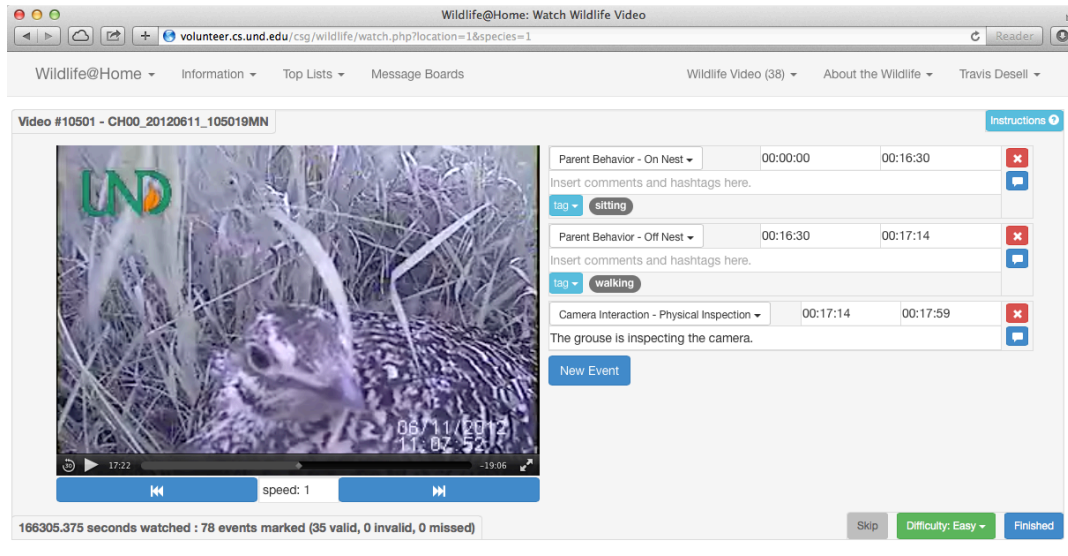 Wildlife@Home: Watch Wildlife Video
volunteer.cs.und.edu/csg/wildlife/watch.php?location=1&species=1
Reader
Wildlife@Home Information Top Lists Message Boards Wildlife Video (38) About the Wildlife Travis Desell
Video #10501 - CH00_20120611_105019MN
Instructions
UND
06/11/2012
11:07:52
30 17:22 -19:06
speed: 1
Parent Behavior - On Nest 00:00:00 00:16:30
Insert comments and hashtags here.
tag sitting
Parent Behavior - Off Nest 00:16:30 00:17:14
Insert comments and hashtags here.
tag walking
Camera Interaction - Physical Inspection 00:17:14 00:17:59
The grouse is inspecting the camera.
New Event
166305.375 seconds watched : 78 events marked (35 valid, 0 invalid, 0 missed)
Skip Difficulty: Easy Finished